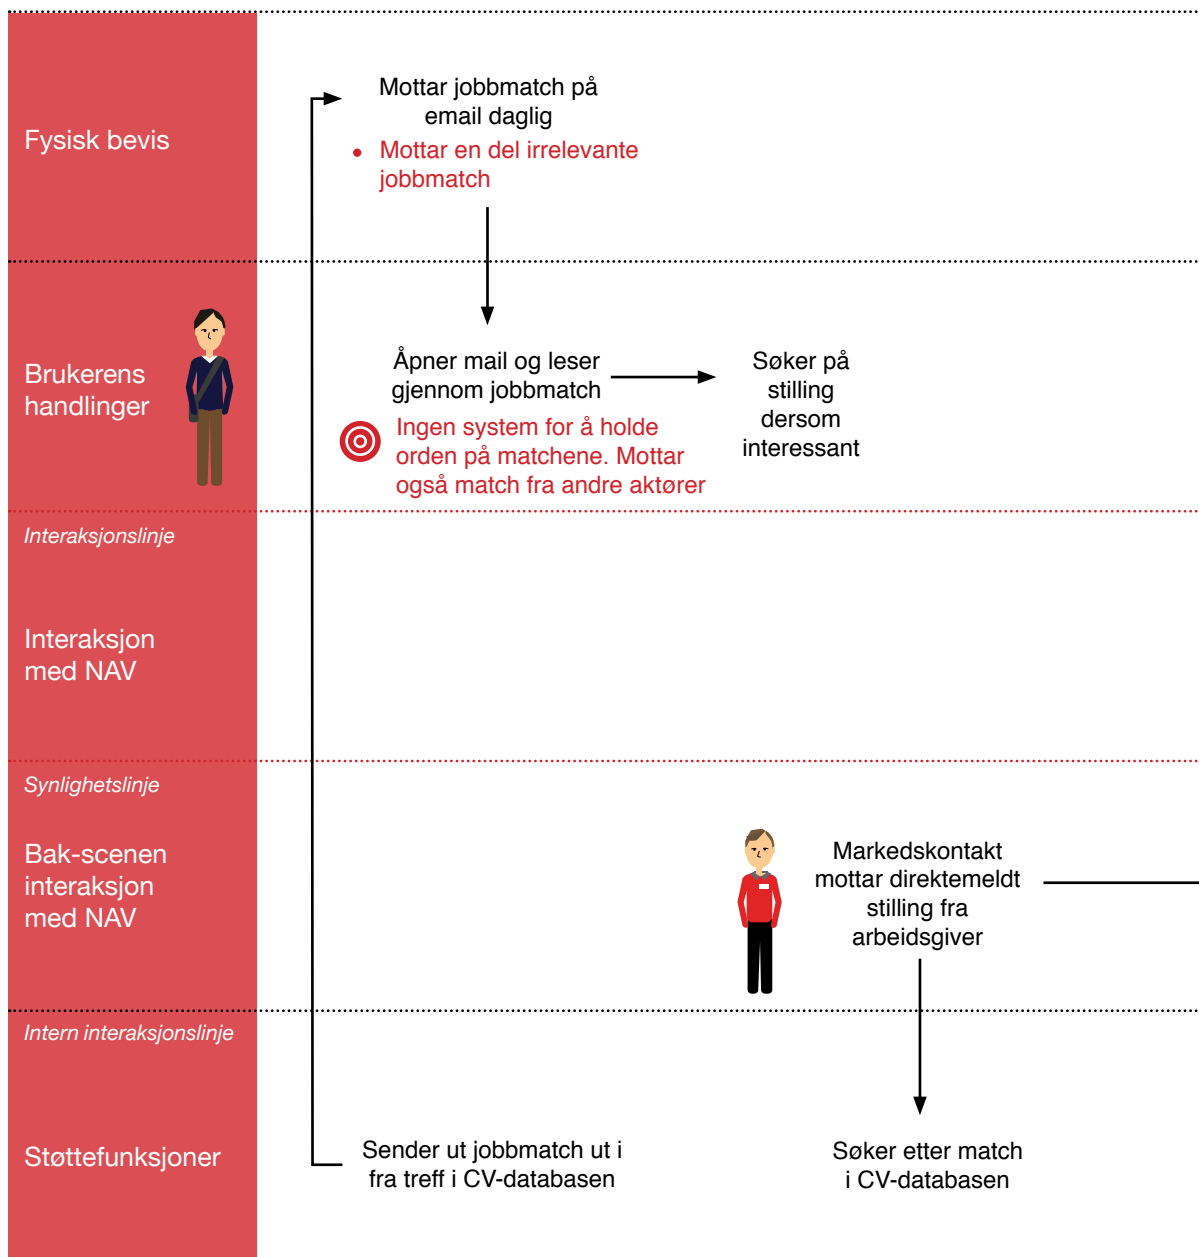 Fysisk bevis
Mottar jobbmatch på
email daglig
• Mottar en del irrelevante
jobbmatch
Brukerens
handlinger
Åpner mail og leser
gjennom jobbmatch
Ingen system for å holde
orden på matchene. Mottar
også match fra andre aktører
Søker på
stilling
dersom
interessant
Interaksjonslinje
Interaksjon
med NAV
Synlighetslinje
Bak-scenen
interaksjon
med NAV
Markedskontakt
mottar direktemeldt
stilling fra
arbeidsgiver
Intern interaksjonslinje
Støttefunksjoner
Sender ut jobbmatch ut i
fra treff i CV-databasen
Søker etter match
i CV-databasen